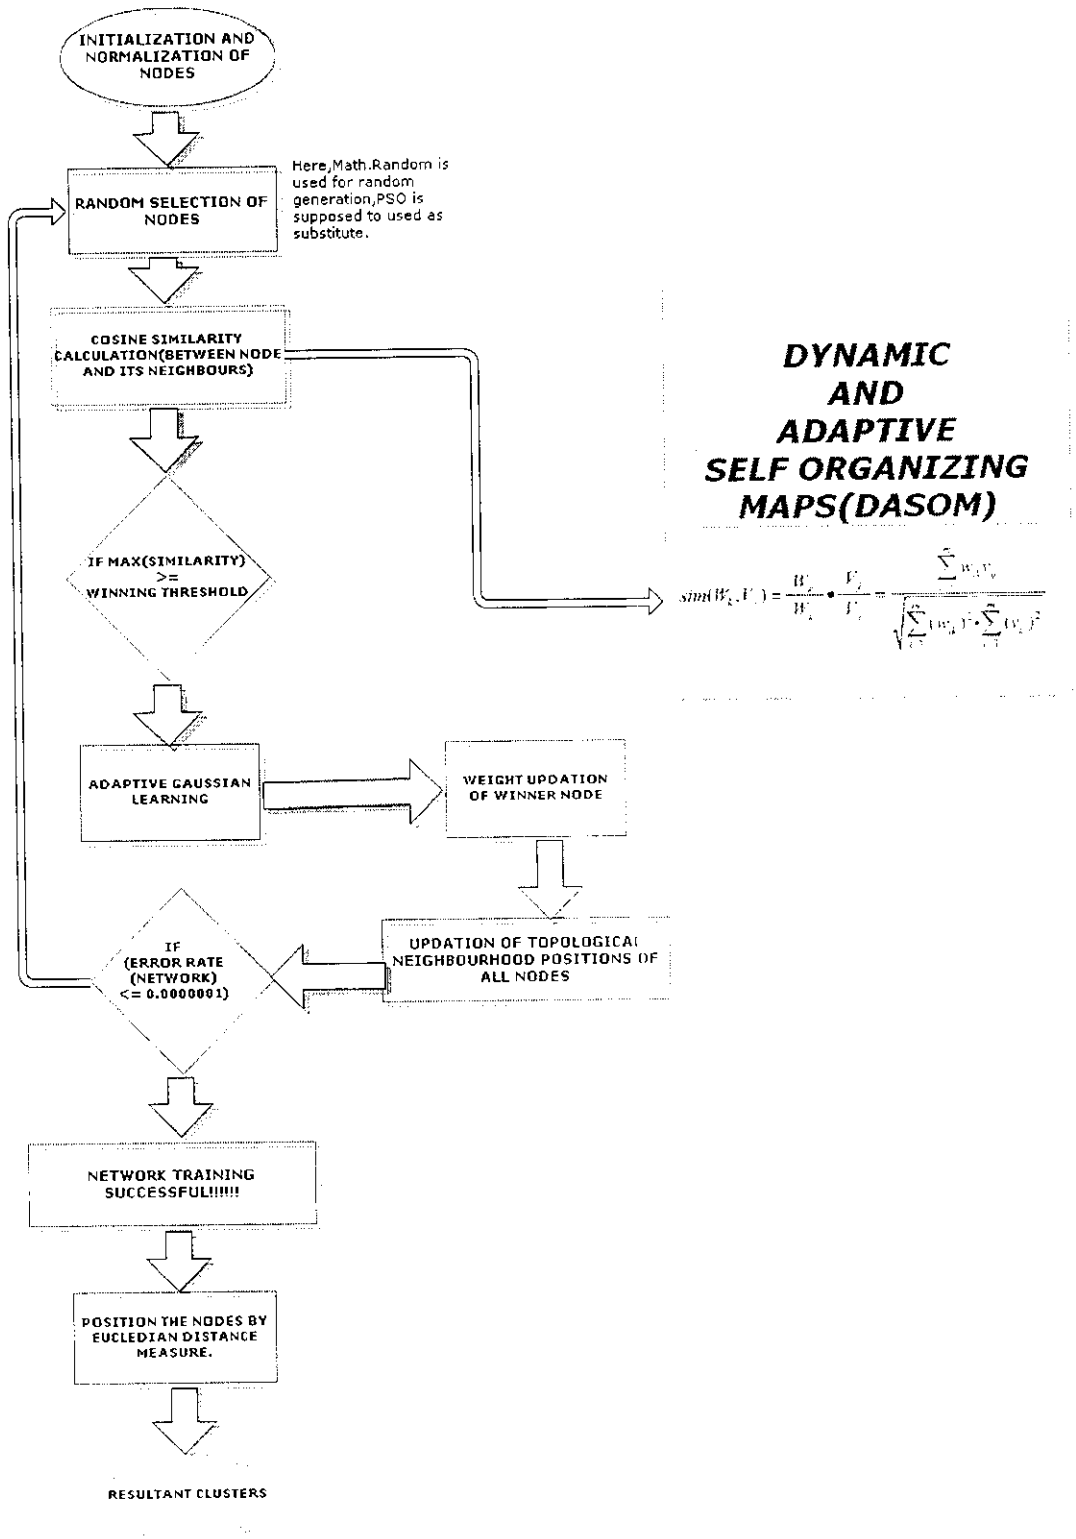 INITIALIZATION AND
NORMALIZATION OF
NODES
RANDOM SELECTION OF
NODES
Here,Math.Random is
used for random
generation,PSO is
supposed to used as
substitute.
COSINE SIMILARITY
CALCULATION(BETWEEN NODE
AND ITS NEIGHBOURS)
DYNAMIC
AND
ADAPTIVE
SELF ORGANIZING
MAPS(DASOM)
IF MAX(SIMILARITY)
>=
WINNING THRESHOLD
ADAPTIVE GAUSSIAN
LEARNING
WEIGHT UPDATION
OF WINNER NODE
UPDATION OF TOPOLOGICAL
NEIGHBOURHOOD POSITIONS OF
ALL NODES
IF
(ERROR RATE
(NETWORK)
<= 0.0000001)
NETWORK TRAINING
SUCCESSFUL!!!!!!
POSITION THE NODES BY
EUCLEDIAN DISTANCE
MEASURE.
RESULTANT CLUSTERS